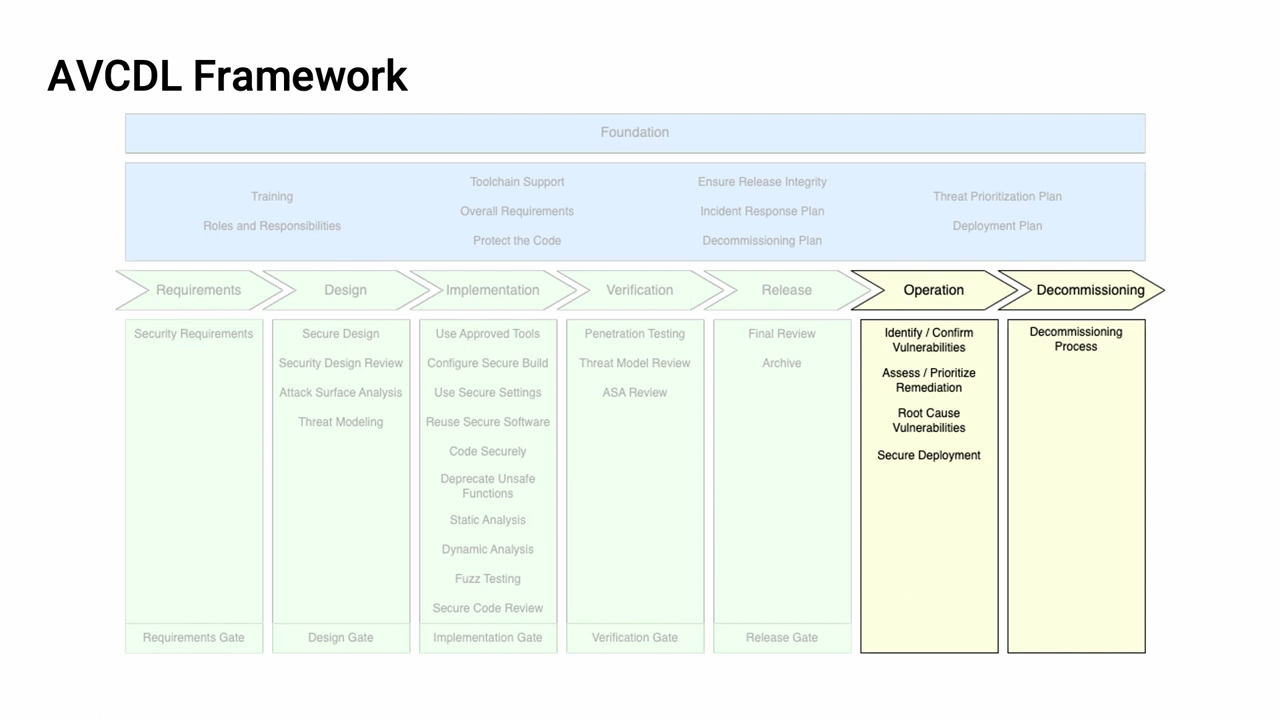 AVCDL Framework
Foundation
Training
Roles and Responsibilities
Toolchain Support
Overall Requirements
Protect the Code
Ensure Release Integrity
Incident Response Plan
Decommissioning Plan
Threat Prioritization Plan
Deployment Plan
Requirements
Design
Implementation
Verification
Release
Operation
Decommissioning
Security Requirements
Requirements Gate
Secure Design
Security Design Review
Attack Surface Analysis
Threat Modeling
Design Gate
Use Approved Tools
Configure Secure Build
Use Secure Settings
Reuse Secure Software
Code Securely
Deprecate Unsafe
Functions
Static Analysis
Dynamic Analysis
Fuzz Testing
Secure Code Review
Implementation Gate
Penetration Testing
Threat Model Review
ASA Review
Verification Gate
Final Review
Archive
Release Gate
Identify / Confirm
Vulnerabilities
Assess / Prioritize
Remediation
Root Cause
Vulnerabilities
Secure Deployment
Decommissioning
Process